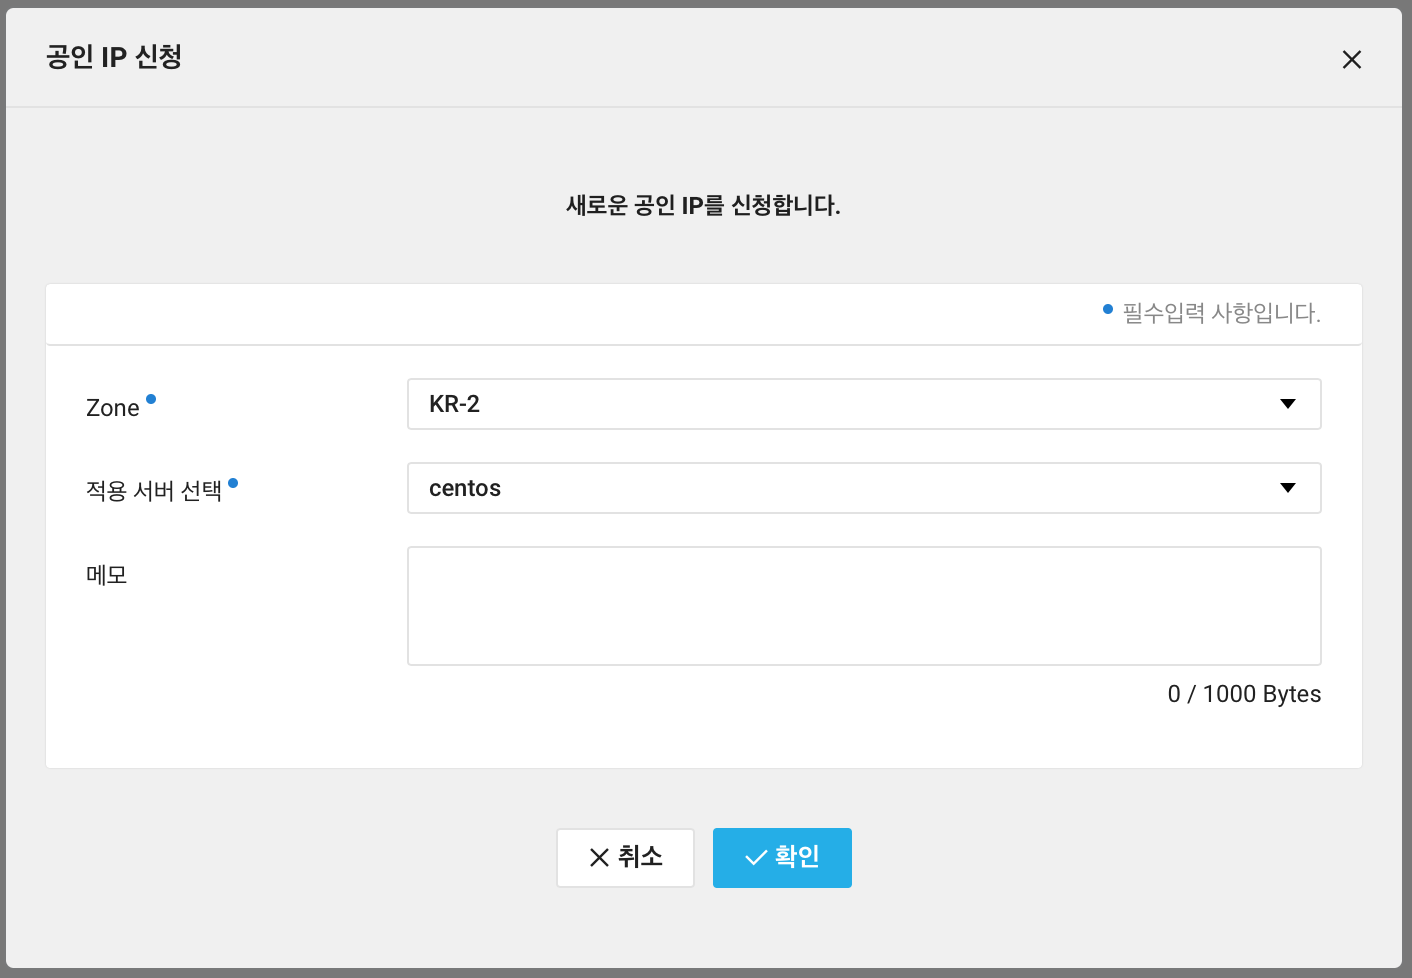 공인 IP 신청
새로운 공인 IP를 신청합니다.
필수입력 사항입니다.
Zone
KR-2
적용 서버 선택
centos
메모
0 / 1000 Bytes
취소
확인